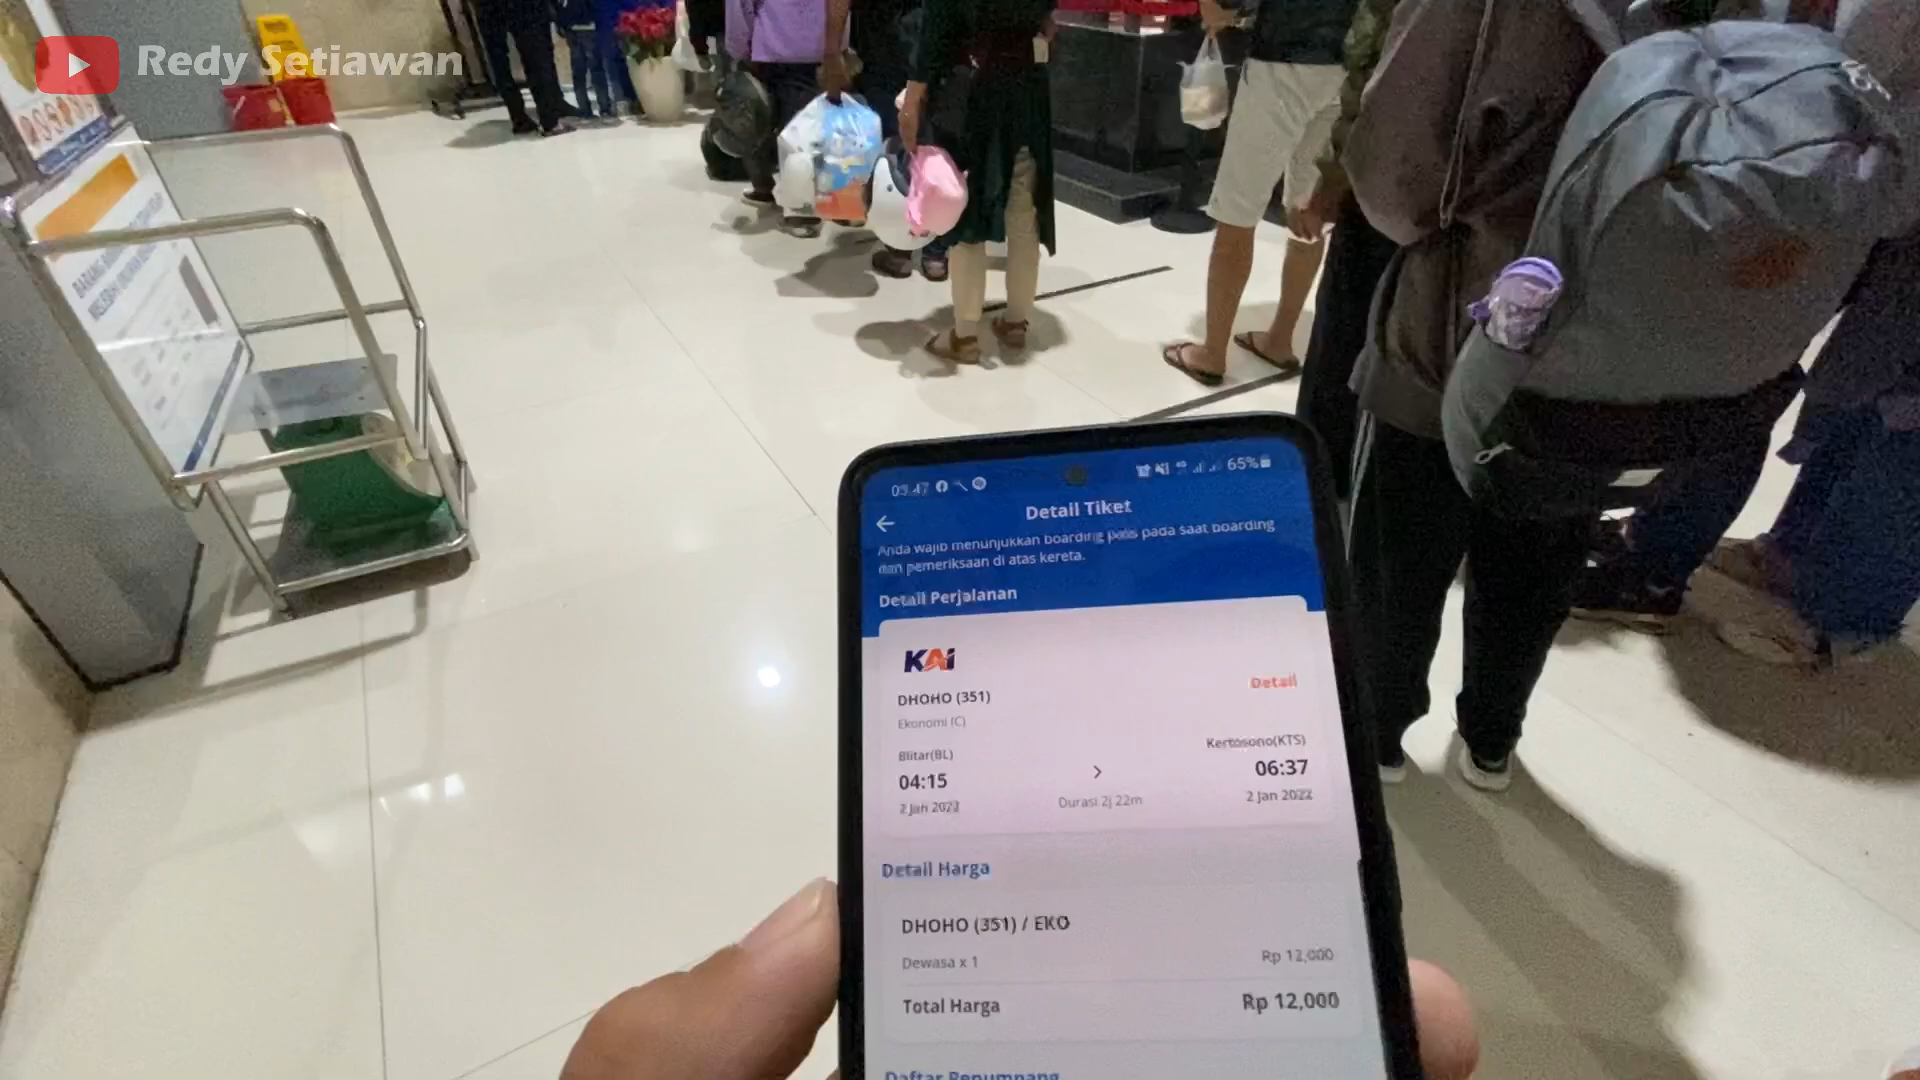 Redy Setiawan
65%
Detail Tiket
Anda wajib menunjukkan boarding pass pada saat boarding
dan pemeriksaan di atas kereta.
Detail Perjalanan
KAI
DHOHO (351)
Detail
Ekonomi (C)
Blitar(BL)
Kertosono(KTS)
04:15
06:37
2 Jan 2022
Durasi 2j 22m
2 Jan 2022
Detail Harga
DHOHO (351) / EKO
Dewasa x 1
Rp 12,000
Total Harga
Rp 12,000
Daftar Penumpang